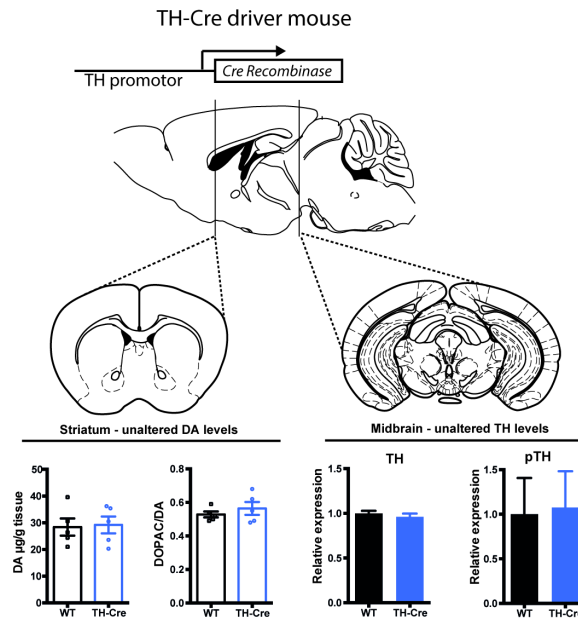 TH-Cre driver mouse
TH promotor
Cre Recombinase
Striatum - unaltered DA levels
Midbrain - unaltered TH levels
DA µg/g tissue
50
40
30
20
10
0
WT
TH-Cre
DOPAC/DA
0.8
0.6
0.4
0.2
0.0
WT
TH-Cre
TH
Relative expression
1.5
1.0
0.5
0.0
WT
TH-Cre
pTH
Relative expression
1.5
1.0
0.5
0.0
WT
TH-Cre